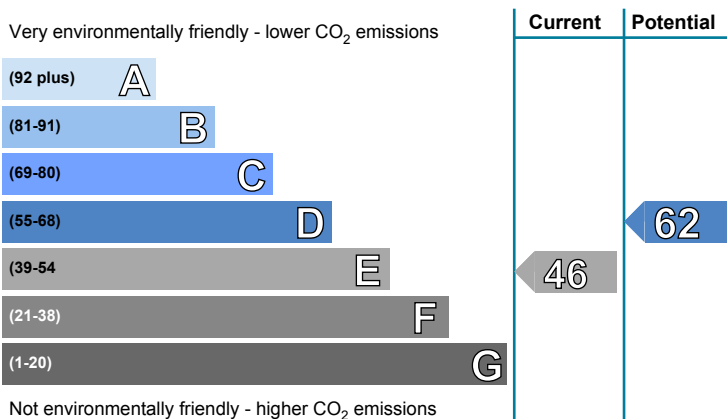 Current Potential
Very environmentally friendly - lower CO2 emissions
(92 plus) A
(81-91) B
(69-80) C
(55-68) D
62
(39-54 E
46
(21-38) F
(1-20) G
Not environmentally friendly - higher CO2 emissions